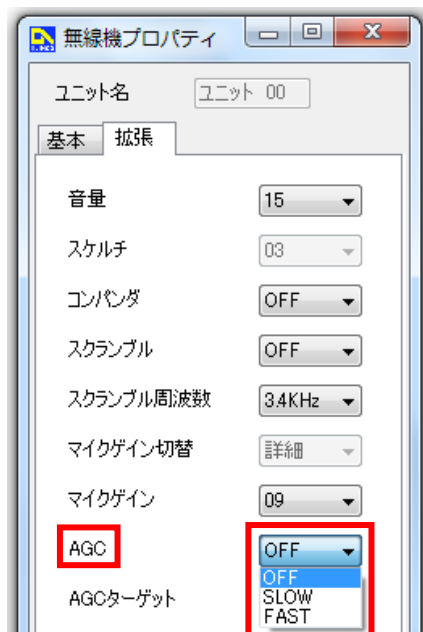 無線機プロパティ
ユニット名 ユニット 00
基本 拡張
音量 15
スケルチ 03
コンパンダ OFF
スクランブル OFF
スクランブル周波数 3.4KHz
マイクゲイン切替 詳細
マイクゲイン 09
AGC OFF
OFF
AGCターゲット SLOW
FAST